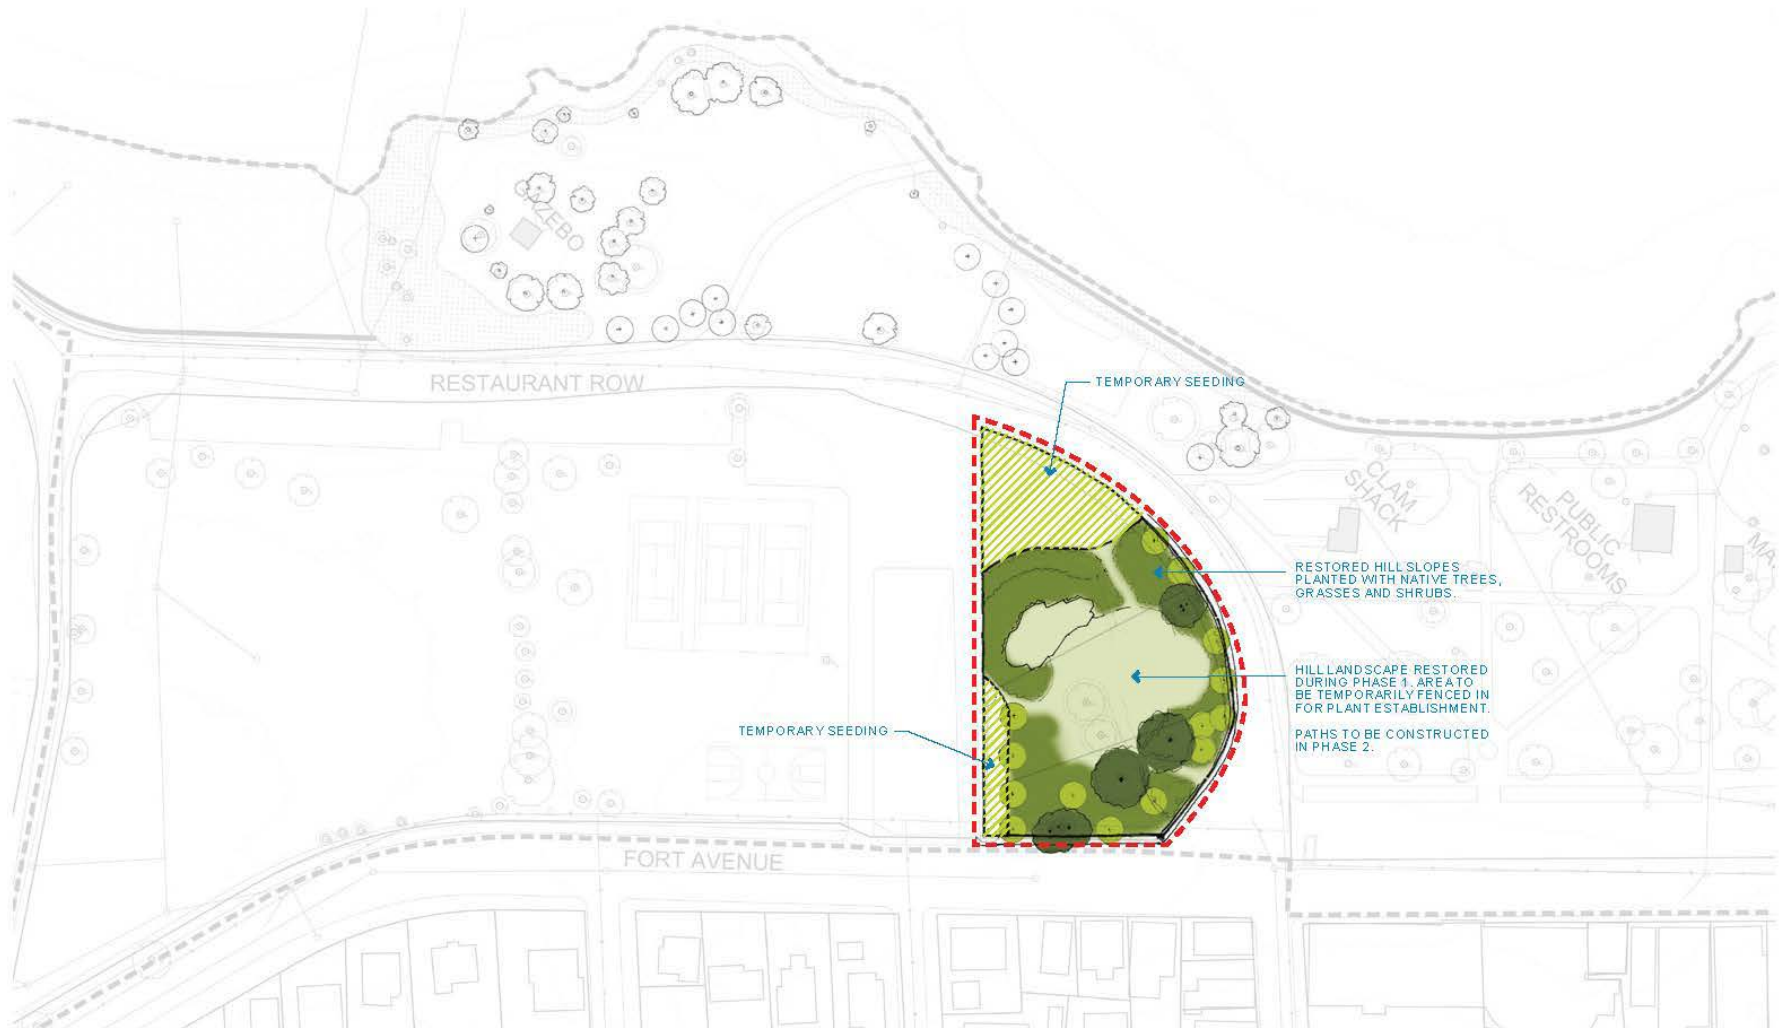 GAZEBO
RESTAURANT ROW
TEMPORARY SEEDING
CLAM
SHACK
PUBLIC
RESTROOMS
RESTORED HILL SLOPES
PLANTED WITH NATIVE TREES,
GRASSES AND SHRUBS.
HILL LANDSCAPE RESTORED
DURING PHASE 1. AREA TO
BE TEMPORARILY FENCED IN
FOR PLANT ESTABLISHMENT.
PATHS TO BE CONSTRUCTED
IN PHASE 2.
TEMPORARY SEEDING
FORT AVENUE